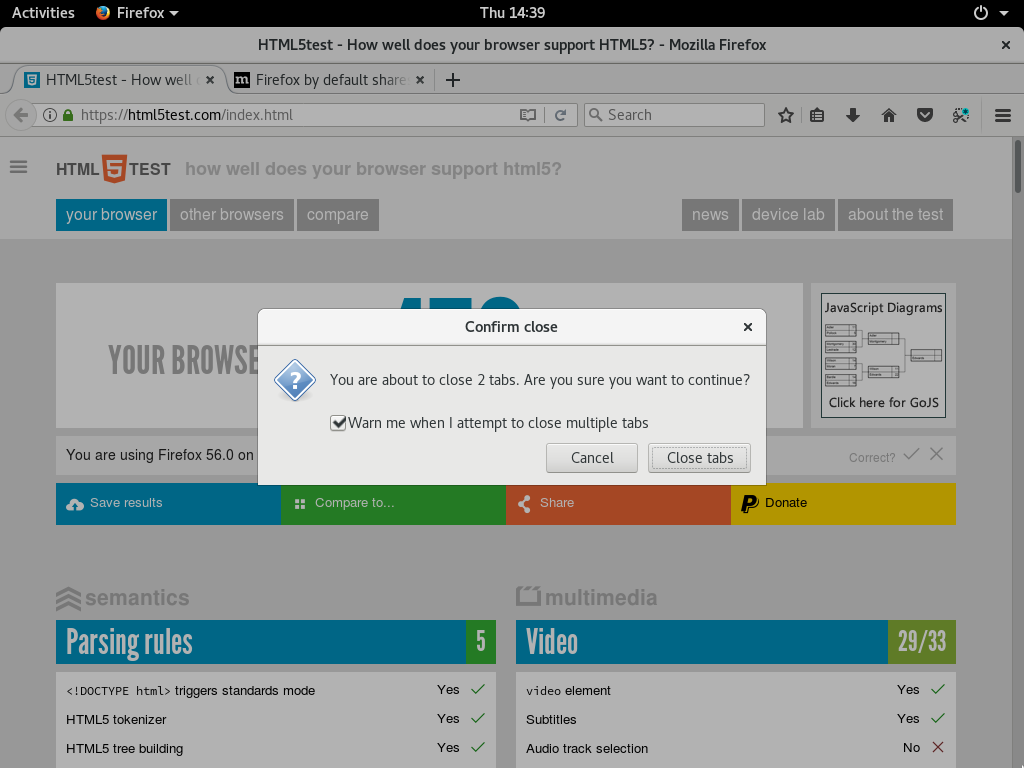 Activities Firefox Thu 14:39
HTML5test - How well does your browser support HTML5? - Mozilla Firefox
HTML5test - How well Firefox by default share
https://html5test.com/index.html Search
HTML 5 TEST how well does your browser support html5?
your browser other browsers compare news device lab about the test
JavaScript Diagrams
YOUR BROWSE
Click here for GoJS
Confirm close
You are about to close 2 tabs. Are you sure you want to continue?
Warn me when I attempt to close multiple tabs
Cancel Close tabs
You are using Firefox 56.0 on Correct?
Save results Compare to... Share Donate
semantics multimedia
Parsing rules 5 Video 29/33
<!DOCTYPE html> triggers standards mode Yes video element Yes
HTML5 tokenizer Yes Subtitles Yes
HTML5 tree building Yes Audio track selection No